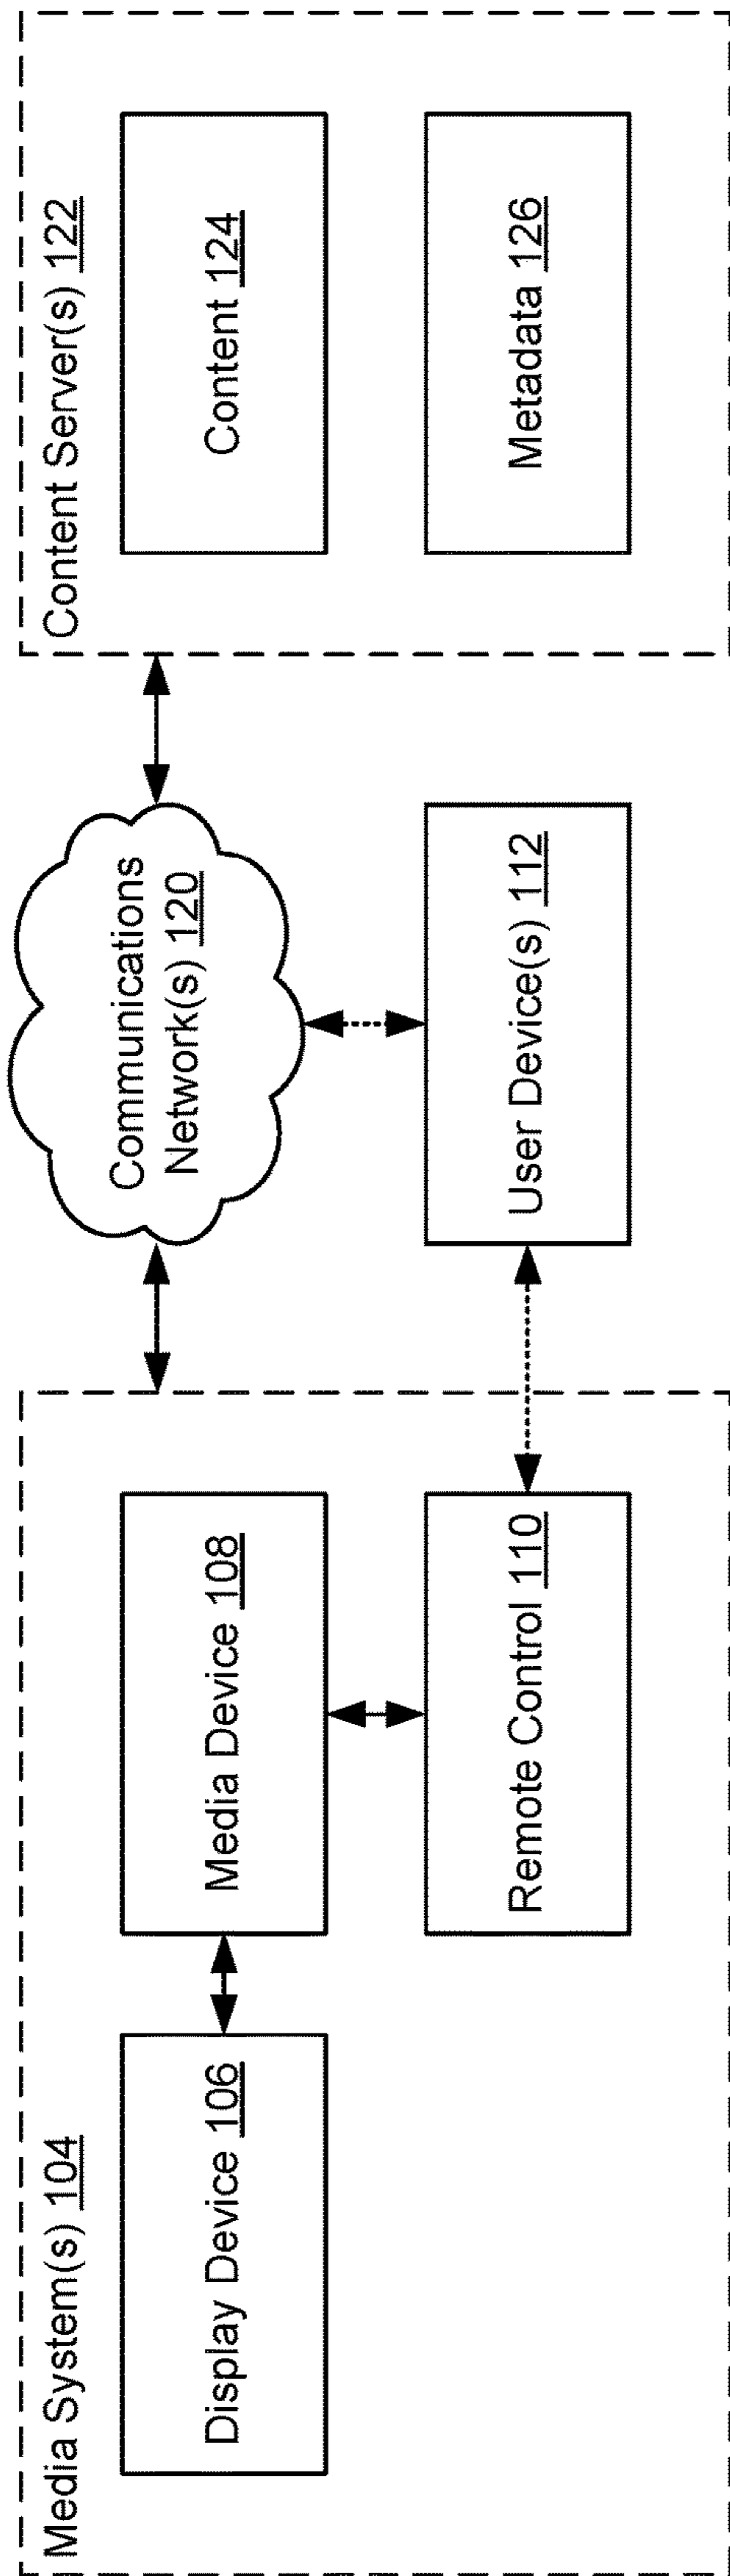 Media System(s) 104
Display Device 106
Media Device 108
Remote Control 110
Communications
Network(s) 120
User Device(s) 112
Content Server(s) 122
Content 124
Metadata 126